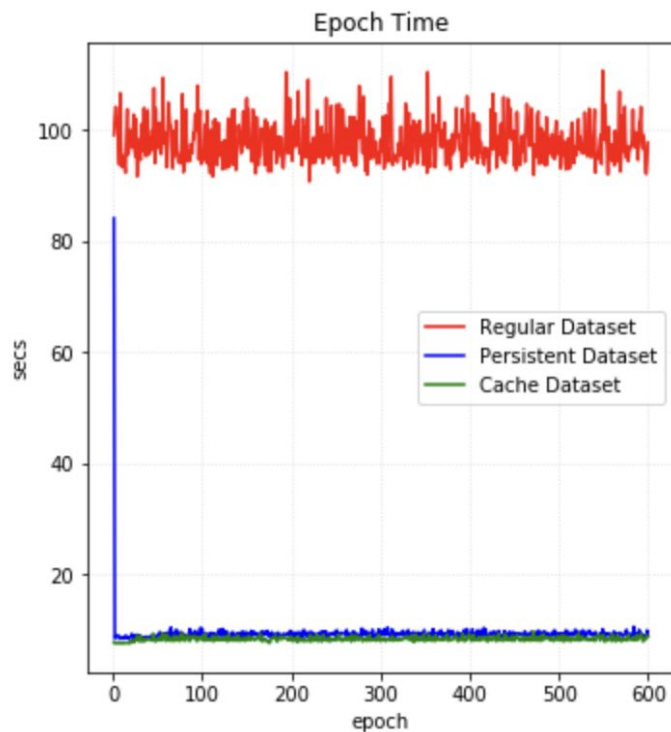 Epoch Time
100
80
60
40
20
secs
Regular Dataset
Persistent Dataset
Cache Dataset
0 100 200 300 400 500 600
epoch